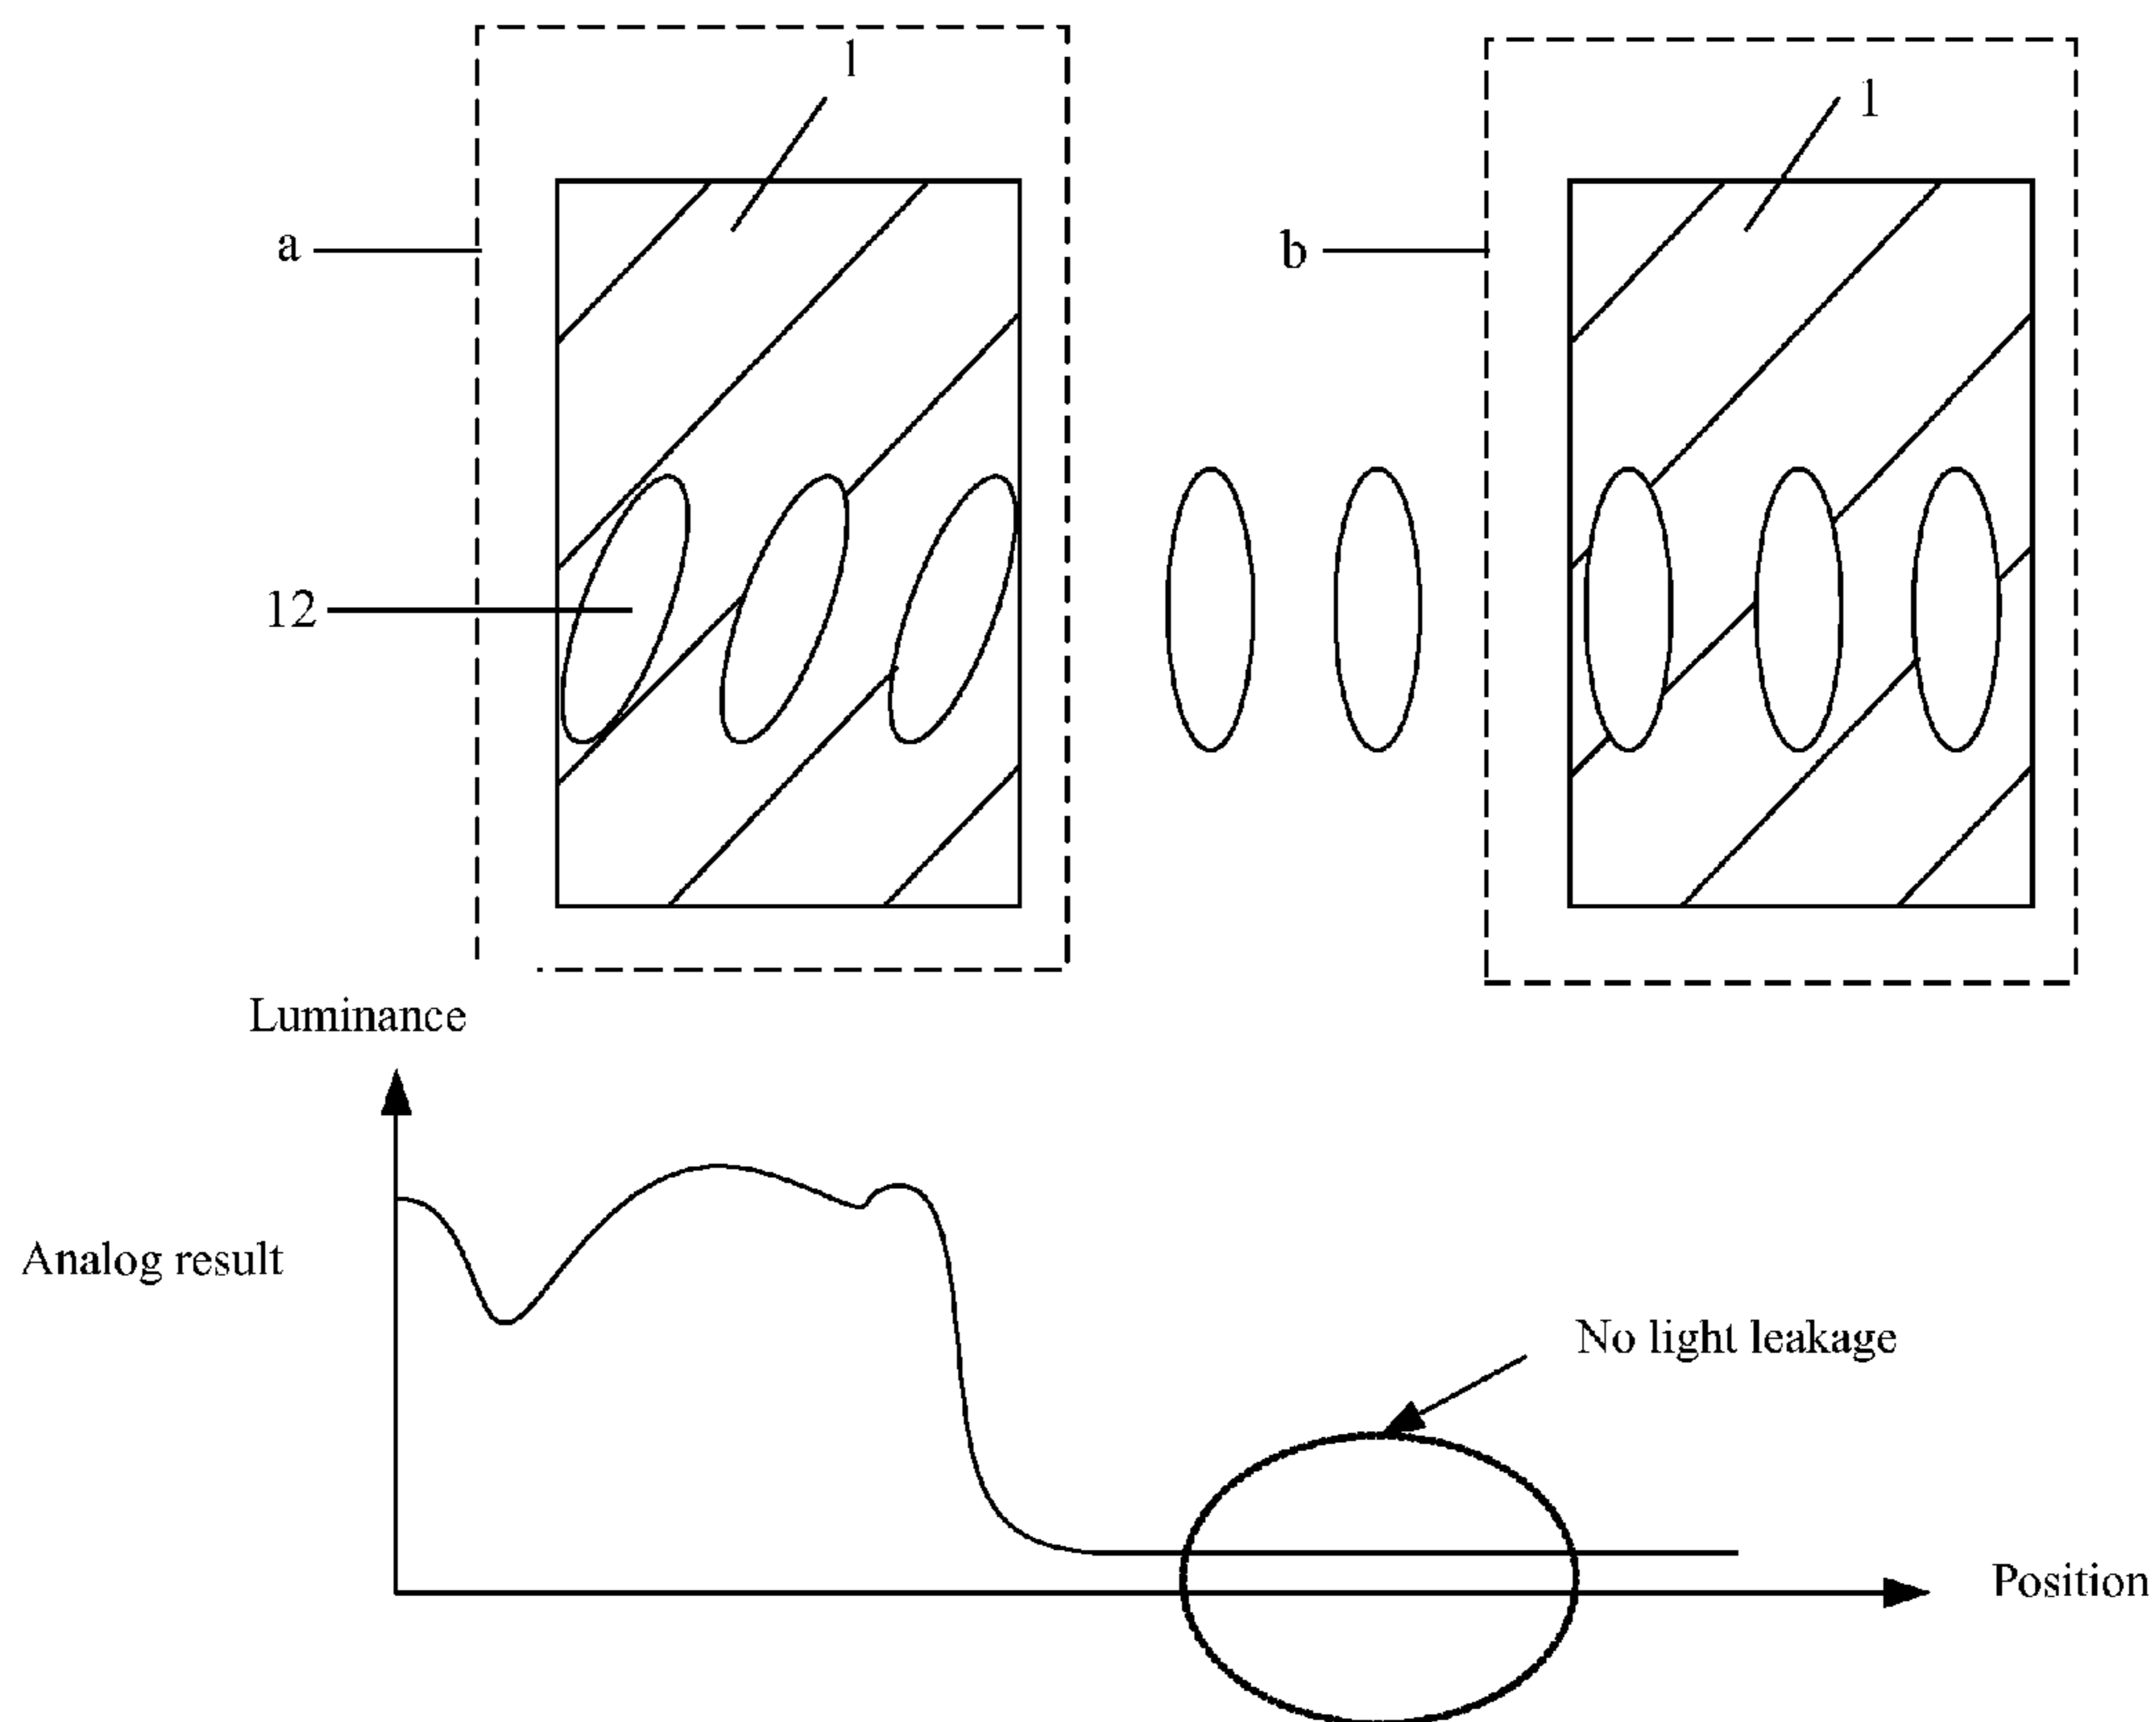 1
1
a
b
12
Luminance
Analog result
No light leakage
Position